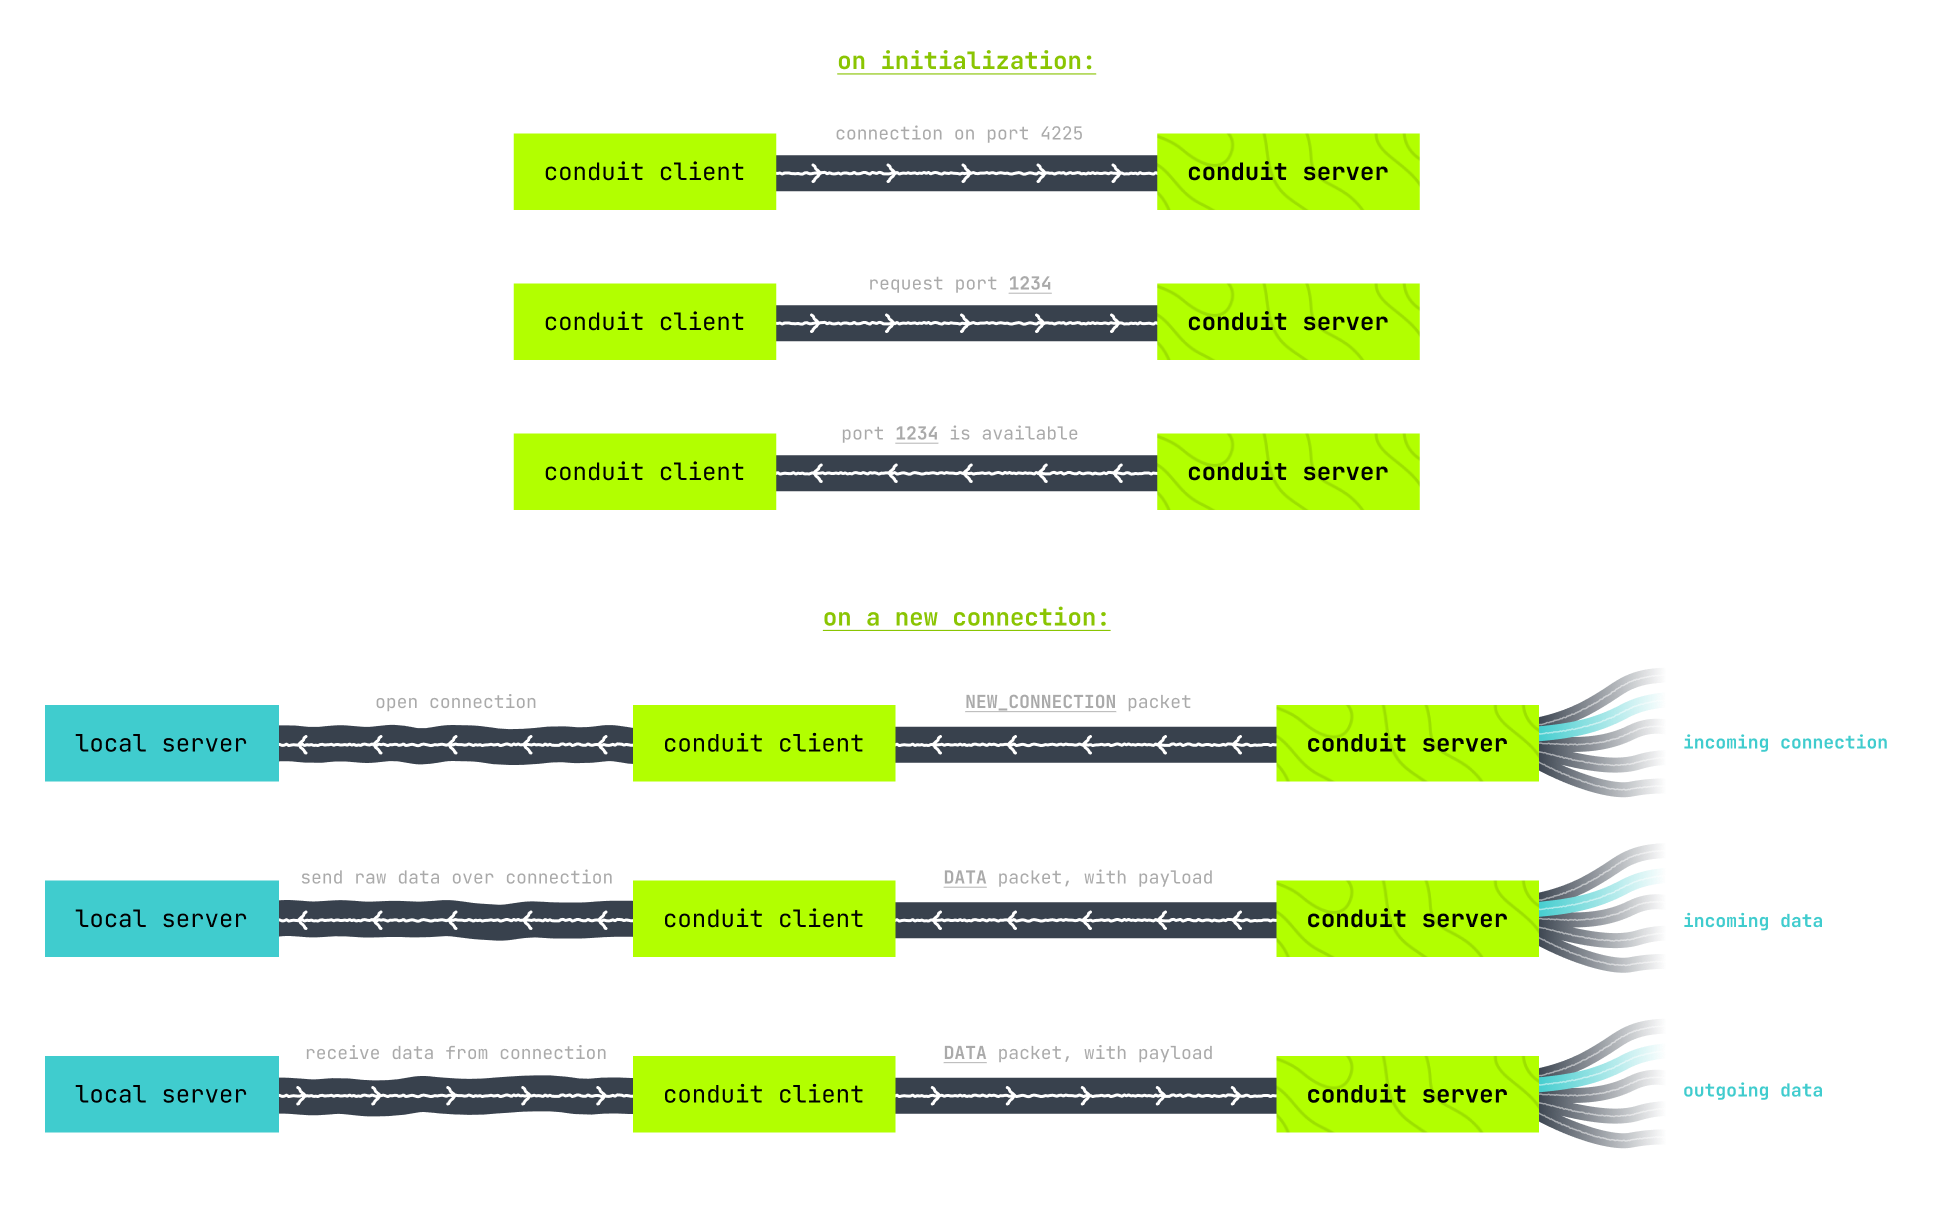 on initialization:
connection on port 4225
conduit client
conduit server
request port 1234
conduit client
conduit server
port 1234 is available
conduit client
conduit server
on a new connection:
open connection
NEW_CONNECTION packet
local server
conduit client
conduit server
incoming connection
send raw data over connection
DATA packet, with payload
local server
conduit client
conduit server
incoming data
receive data from connection
DATA packet, with payload
local server
conduit client
conduit server
outgoing data